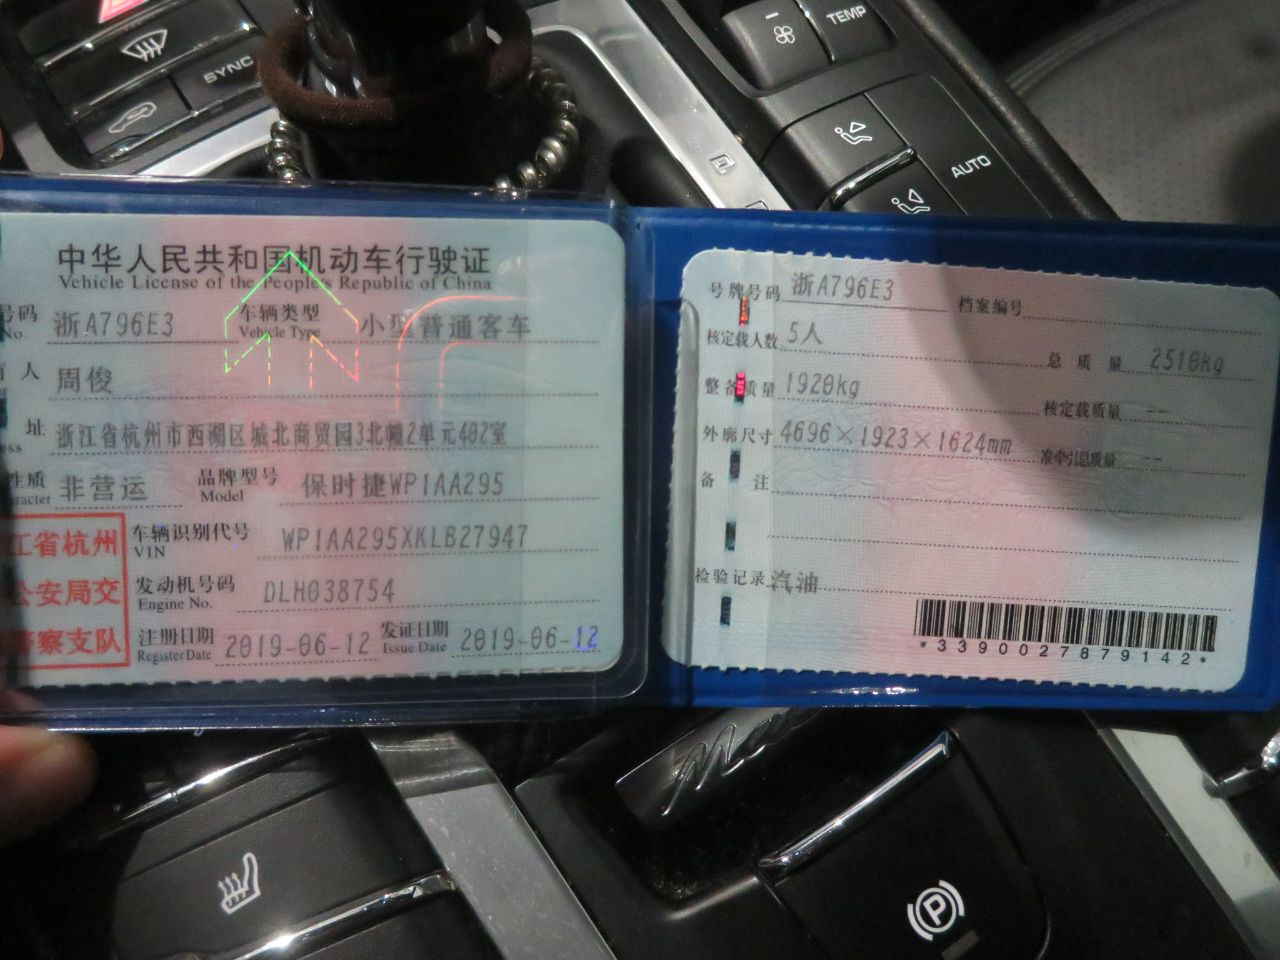 SYNC
TEMP
AUTO
中华人民共和国机动车行驶证
Vehicle License of the People's Republic of China
号码 浙A796E3 车辆类型 小型普通客车
No. Vehicle Type
人 周俊
址 浙江省杭州市西湖区城北商贸园3北幢2单元402室
ess
性质 非营运 品牌型号 保时捷WP1AA295
aracter Model
江省杭州
公安局交
警察支队
车辆识别代号 WP1AA295XKLB27947
VIN
发动机号码 DLH038754
Engine No.
注册日期 2019-06-12 发证日期 2019-06-12
Register Date Issue Date
号牌号码 浙A796E3 档案编号
核定载人数 5人 总质量 2510kg
整备质量 1920kg 核定载质量 --
外廓尺寸 4696×1923×1624mm 准牵引总质量 --
备注
检验记录 汽油
*3390027879142*
P